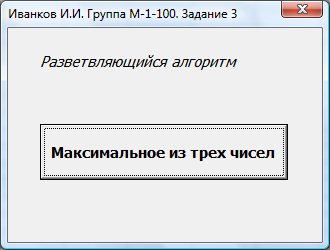 Иванков И.И. Группа М-1-100. Задание 3
Разветвляющийся алгоритм
Максимальное из трех чисел